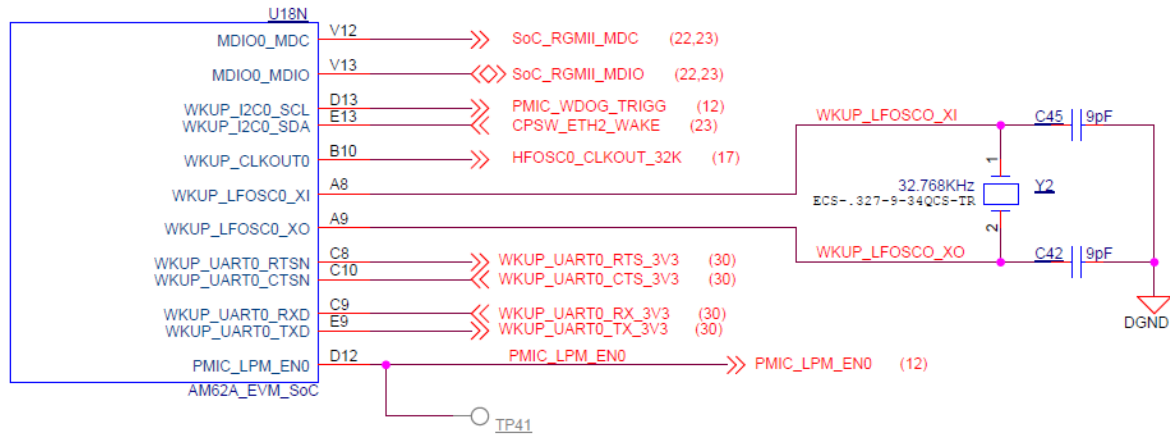 U18N
MDIO0_MDC V12 SoC_RGMII_MDC (22,23)
MDIO0_MDIO V13 SoC_RGMII_MDIO (22,23)
WKUP_I2C0_SCL D13 PMIC_WDOG_TRIGG (12)
WKUP_I2C0_SDA E13 CPSW_ETH2_WAKE (23)
WKUP_LFOSCO_XI C45 9pF
WKUP_CLKOUT0 B10 HFOSC0_CLKOUT_32K (17)
1
WKUP_LFOSC0_XI A8
32.768KHz Y2
ECS-.327-9-34QCS-TR
WKUP_LFOSC0_XO A9
2
WKUP_LFOSCO_XO C42 9pF
WKUP_UART0_RTSN C8 WKUP_UART0_RTS_3V3 (30)
WKUP_UART0_CTSN C10 WKUP_UART0_CTS_3V3 (30)
WKUP_UART0_RXD C9 WKUP_UART0_RX_3V3 (30)
WKUP_UART0_TXD E9 WKUP_UART0_TX_3V3 (30)
DGND
PMIC_LPM_EN0 D12 PMIC_LPM_EN0 PMIC_LPM_EN0 (12)
AM62A_EVM_SoC
TP41